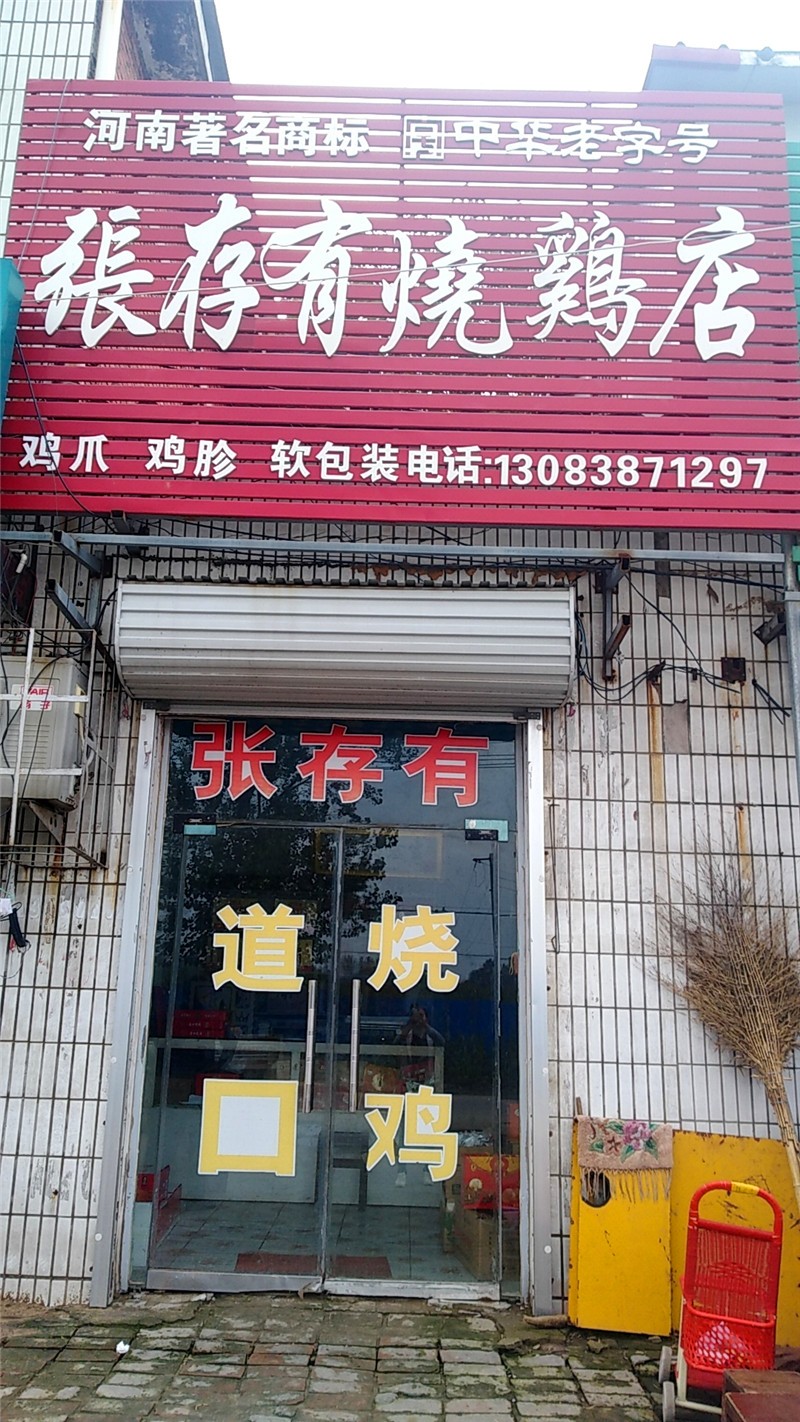 河南著名商标 中华老字号
張存有燒鷄店
鸡爪 鸡胗 软包装 电话:13083871297
张存有
道 烧
口 鸡